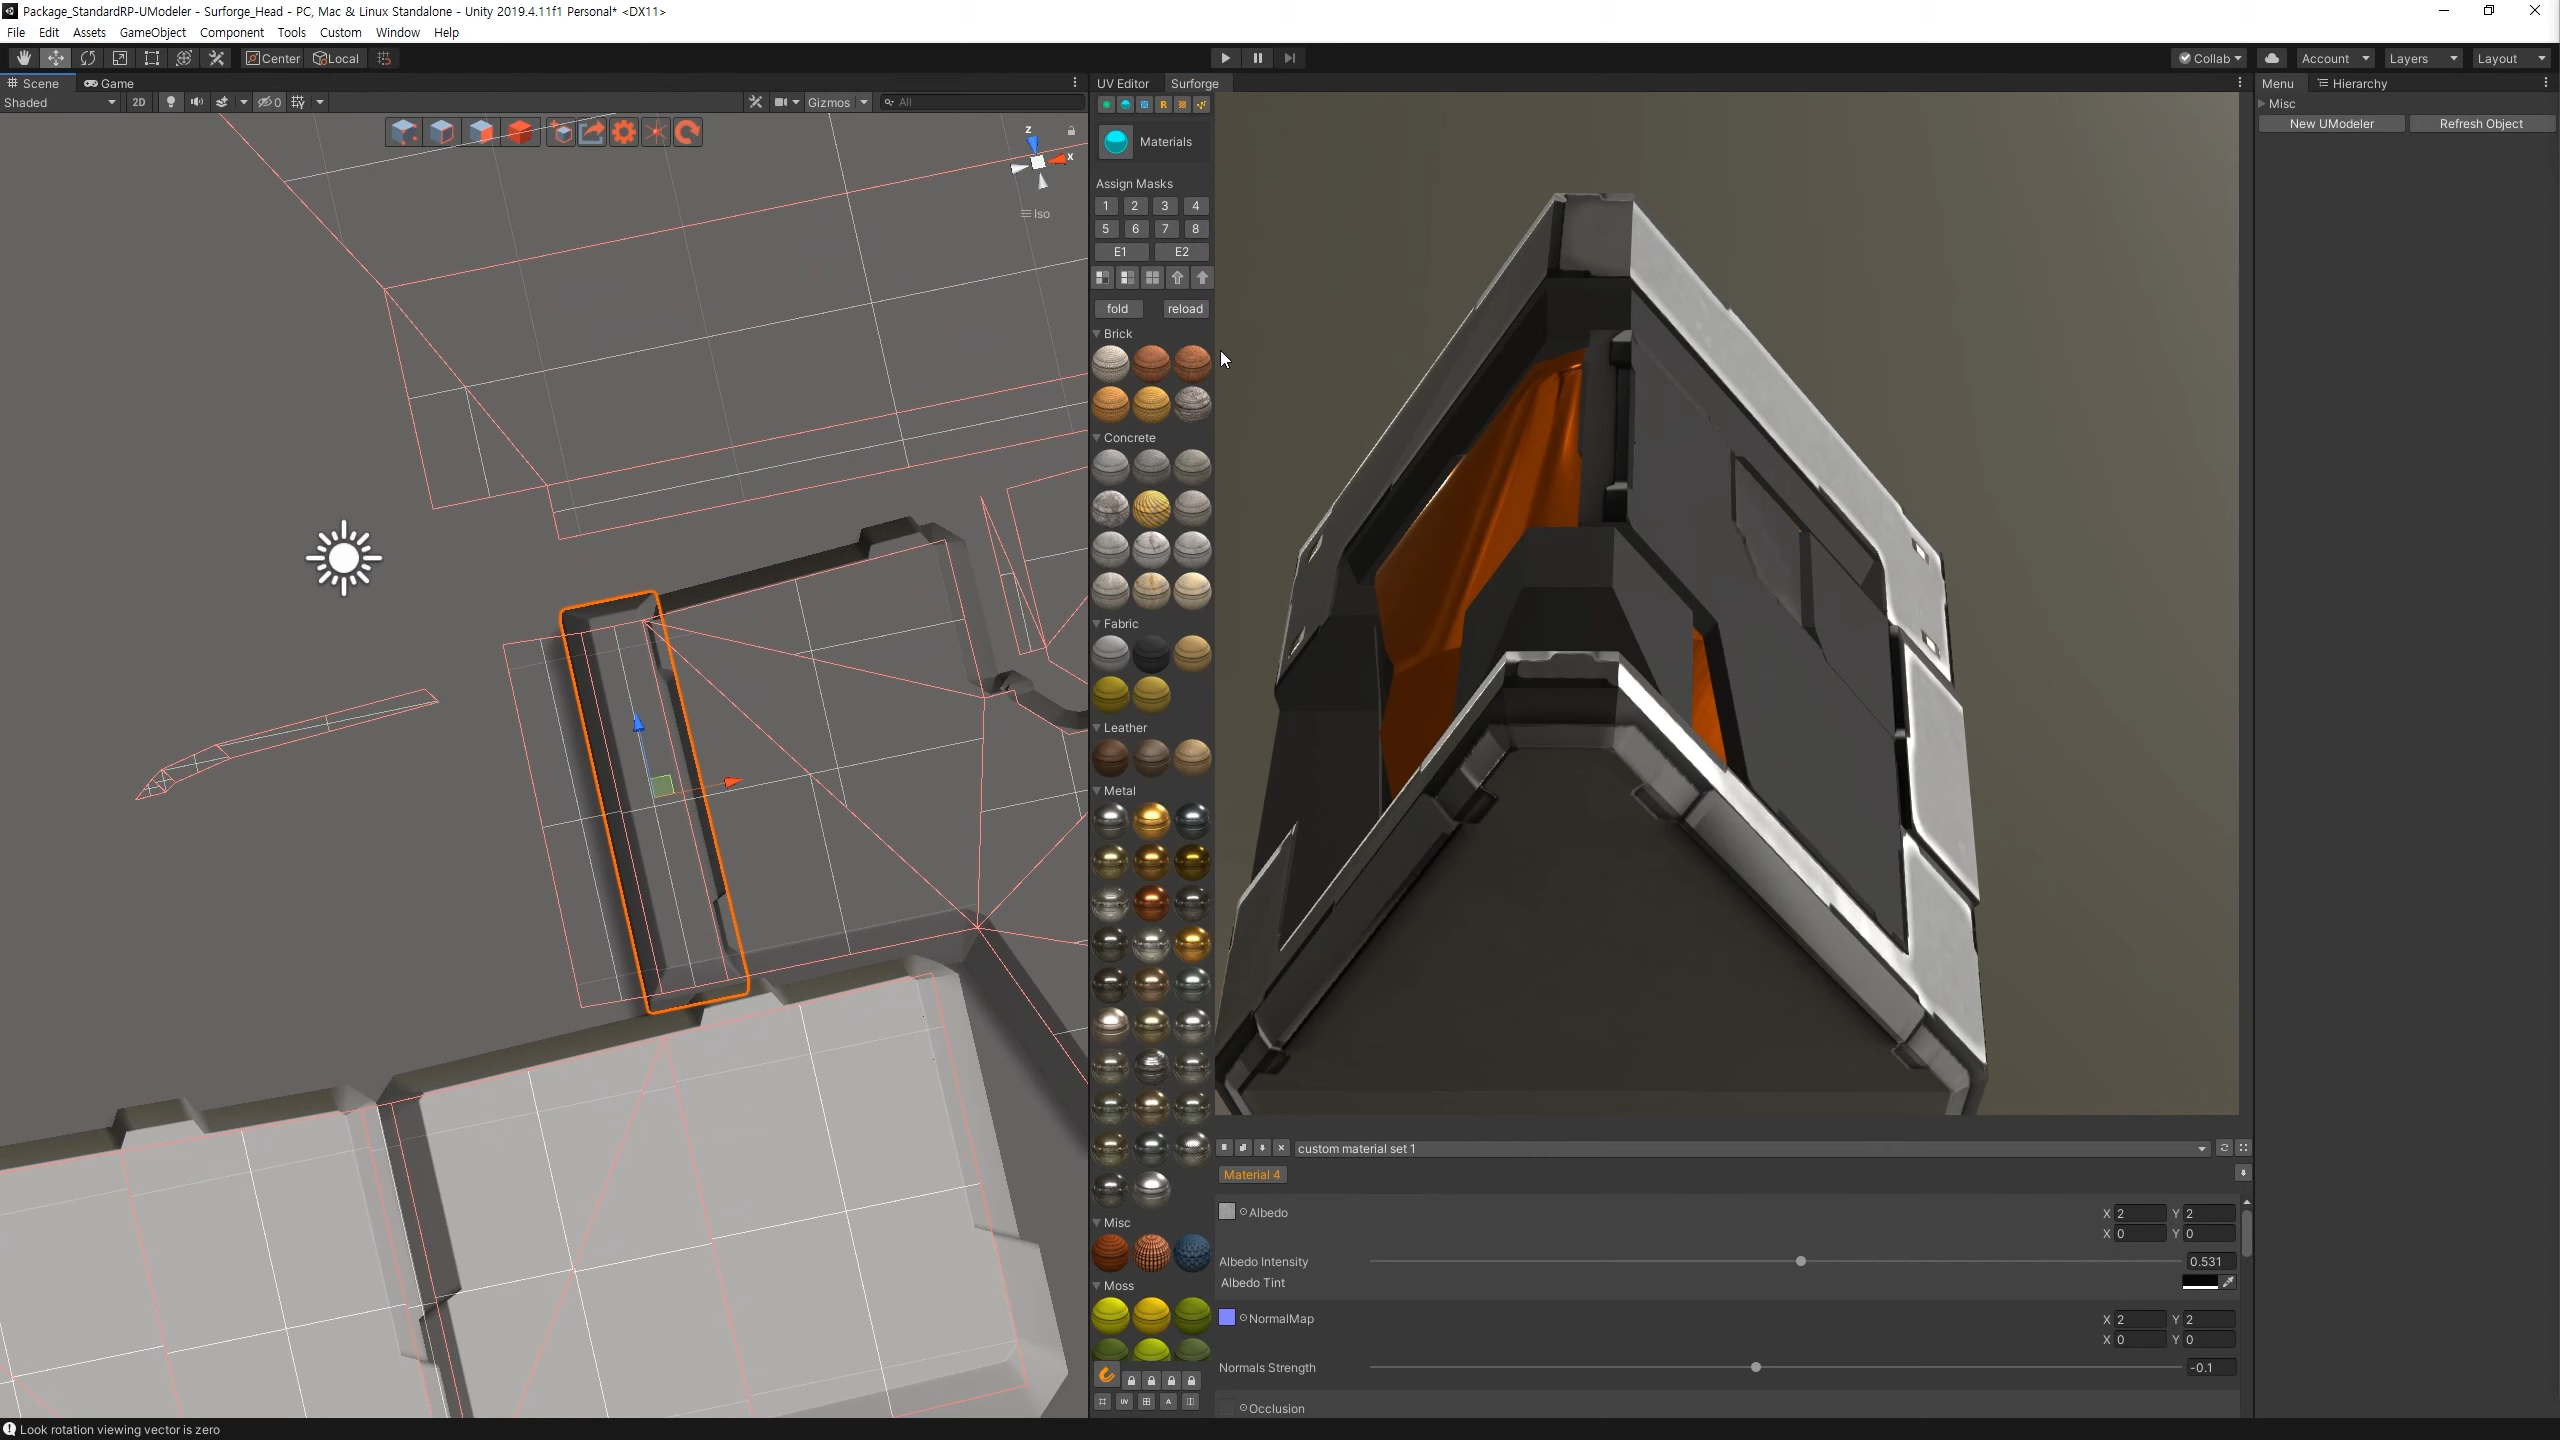 Package_StandardRP-UModeler - Surforge_Head - PC, Mac & Linux Standalone - Unity 2019.4.11f1 Personal* <DX11>
File Edit Assets GameObject Component Tools Custom Window Help
Center Local
Collab Account Layers Layout
Scene Game
UV Editor Surforge
Menu Hierarchy
Shaded 2D 0 Gizmos All
R
Misc
New UModeler Refresh Object
z
x
Iso
Materials
Assign Masks
1 2 3 4
5 6 7 8
E1 E2
fold reload
Brick
Concrete
Fabric
Leather
Metal
Misc
Moss
UV A
custom material set 1
Material 4
Albedo X 2 Y 2
X 0 Y 0
Albedo Intensity 0.531
Albedo Tint
NormalMap X 2 Y 2
X 0 Y 0
Normals Strength -0.1
Occlusion
Look rotation viewing vector is zero